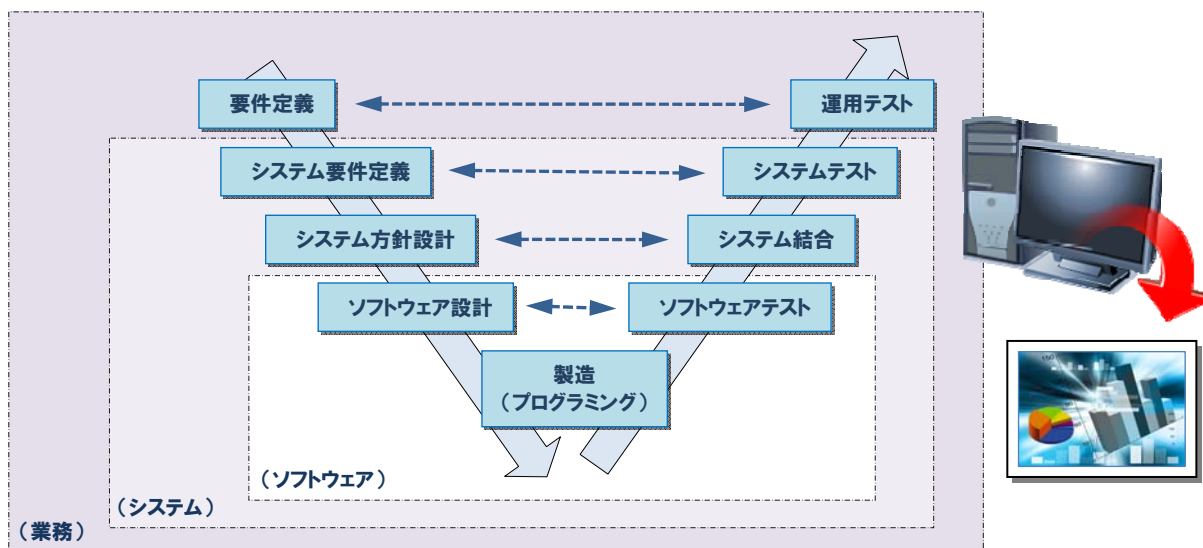 要件定義
運用テスト
システム要件定義
システムテスト
システム方針設計
システム結合
ソフトウェア設計
ソフトウェアテスト
製造
（プログラミング）
（ソフトウェア）
（システム）
（業務）